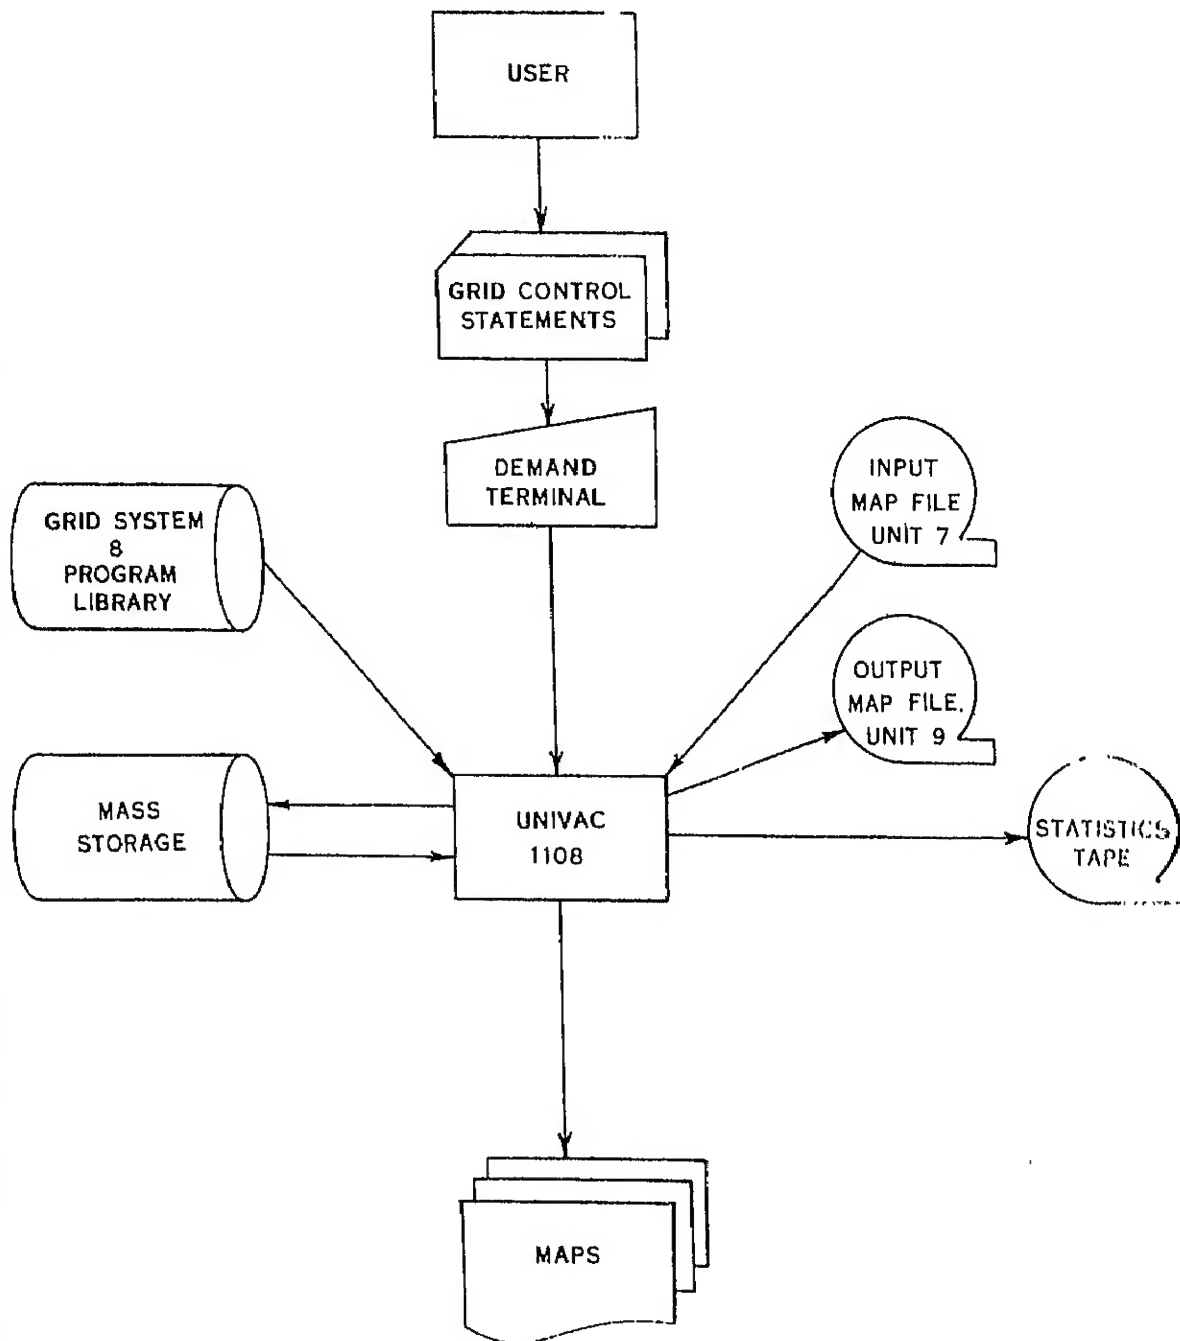 USER
GRID CONTROL
STATEMENTS
DEMAND
TERMINAL
INPUT
MAP FILE
UNIT 7
GRID SYSTEM
8
PROGRAM
LIBRARY
OUTPUT
MAP FILE,
UNIT 9
MASS
STORAGE
UNIVAC
1108
STATISTICS
TAPE
MAPS